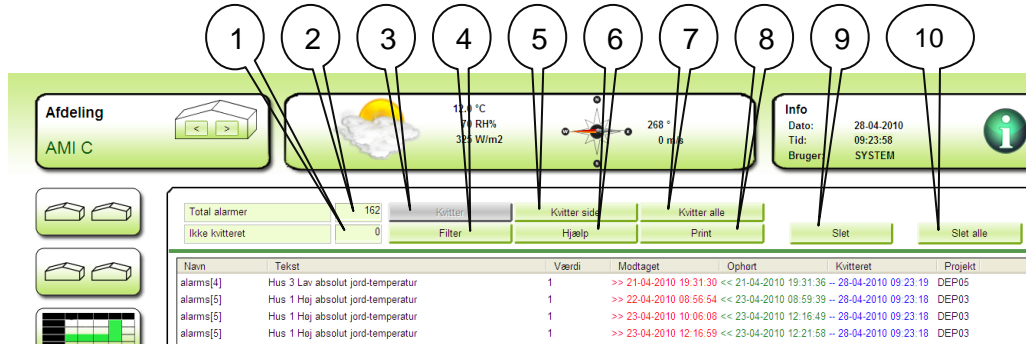 1 2 3 4 5 6 7 8 9 10
Afdeling
AMI C
< >
12.0 °C
70 RH%
325 W/m2
268 °
0 m/s
Info
Dato: 28-04-2010
Tid: 09:23:58
Bruger: SYSTEM
Total alarmer 162 Kvitter Kvitter side Kvitter alle
Ikke kvitteret 0 Filter Hjælp Print Slet Slet alle
Navn Tekst Værdi Modtaget Ophørt Kvitteret Projekt
alarms[4] Hus 3 Lav absolut jord-temperatur 1 >> 21-04-2010 19:31:30 << 21-04-2010 19:31:36 -- 28-04-2010 09:23:19 DEP05
alarms[5] Hus 1 Høj absolut jord-temperatur 1 >> 22-04-2010 08:56:54 << 23-04-2010 08:59:39 -- 28-04-2010 09:23:18 DEP03
alarms[5] Hus 1 Høj absolut jord-temperatur 1 >> 23-04-2010 10:06:08 << 23-04-2010 12:16:49 -- 28-04-2010 09:23:18 DEP03
alarms[5] Hus 1 Høj absolut jord-temperatur 1 >> 23-04-2010 12:16:59 << 23-04-2010 12:21:58 -- 28-04-2010 09:23:18 DEP03